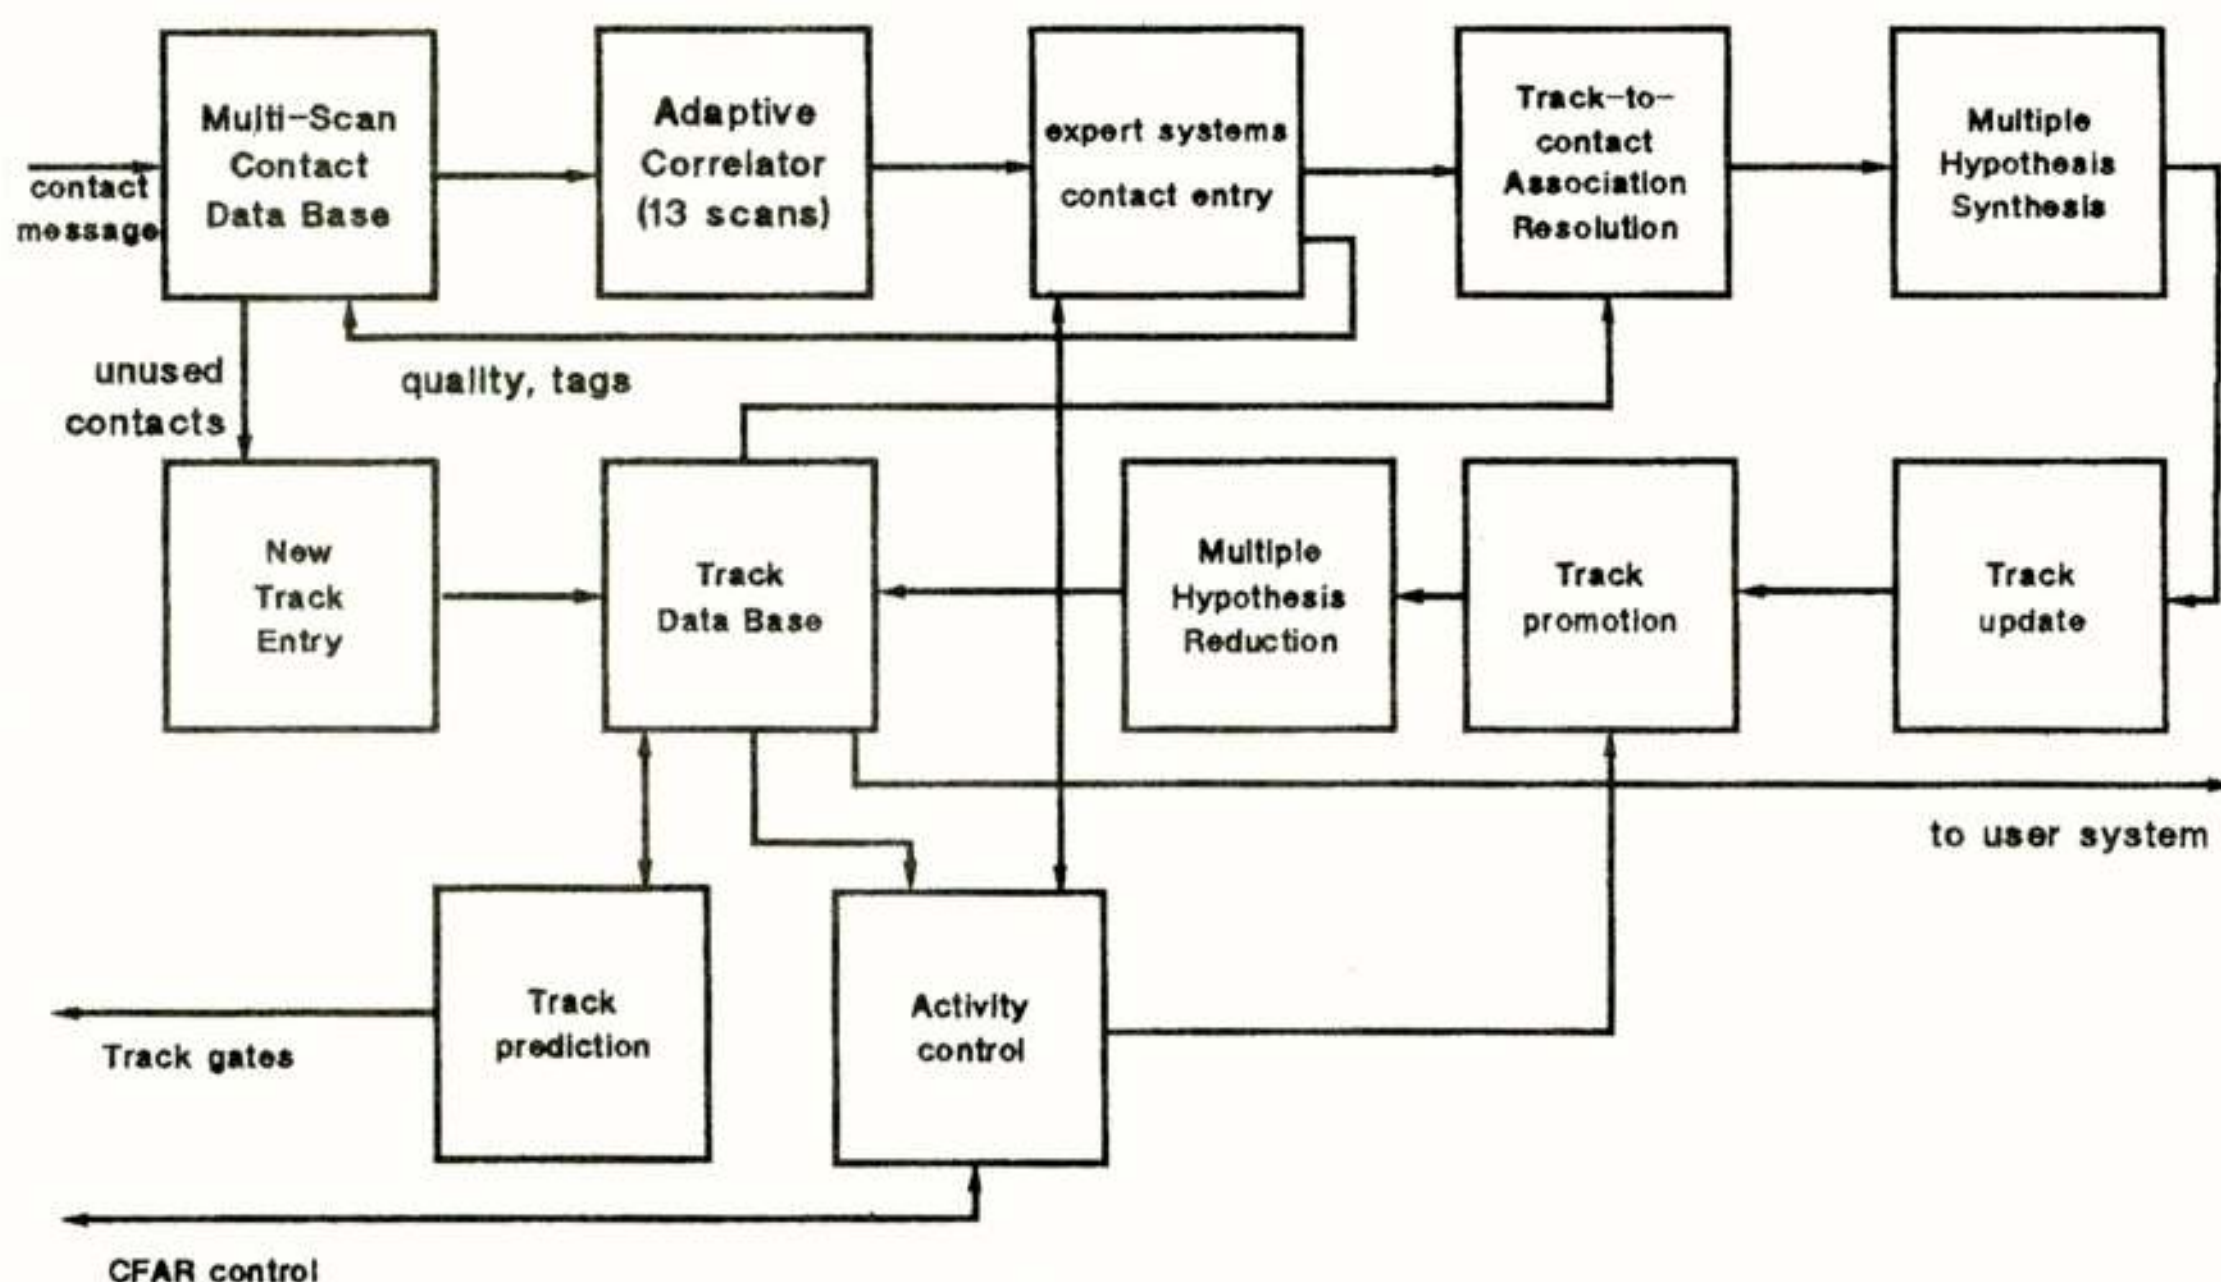 contact
message
Multi-Scan
Contact
Data Base
Adaptive
Correlator
(13 scans)
expert systems
contact entry
Track-to-
contact
Association
Resolution
Multiple
Hypothesis
Synthesis
unused
contacts
quality, tags
New
Track
Entry
Track
Data Base
Multiple
Hypothesis
Reduction
Track
promotion
Track
update
to user system
Track gates
Track
prediction
Activity
control
CFAR control